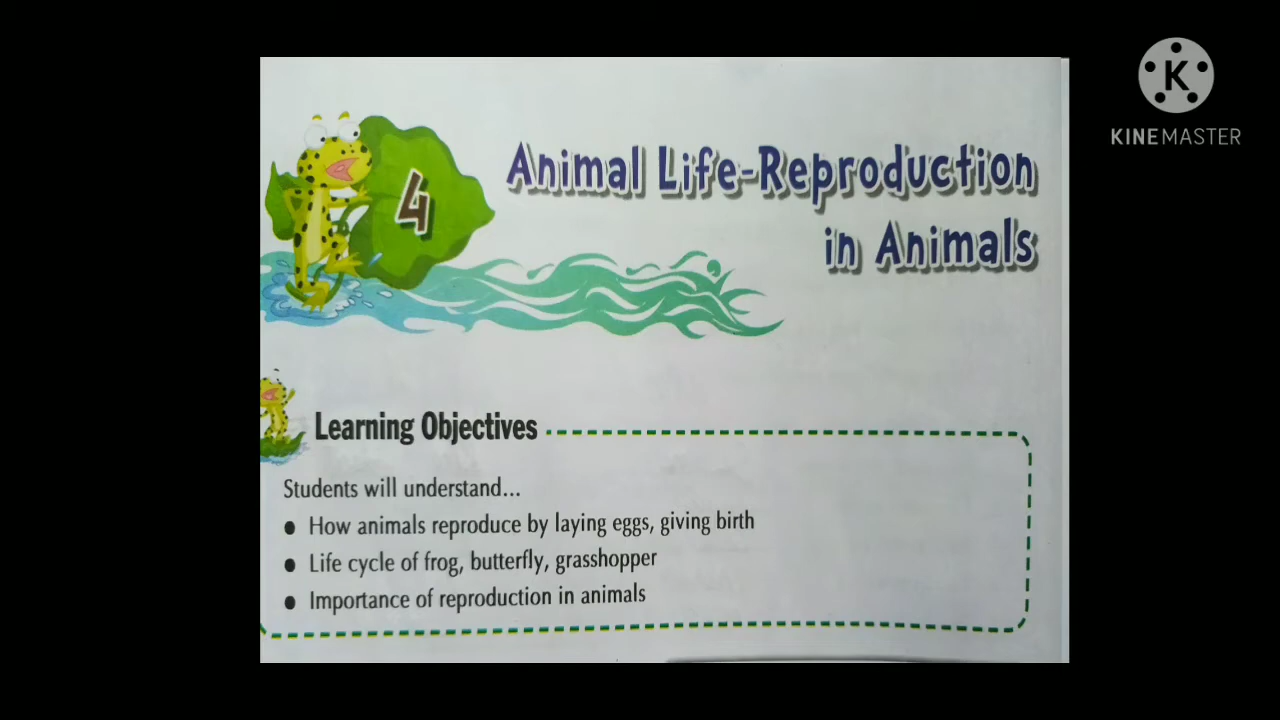 KINEMASTER
4
Animal Life-Reproduction
in Animals
Learning Objectives
Students will understand...
● How animals reproduce by laying eggs, giving birth
● Life cycle of frog, butterfly, grasshopper
● Importance of reproduction in animals